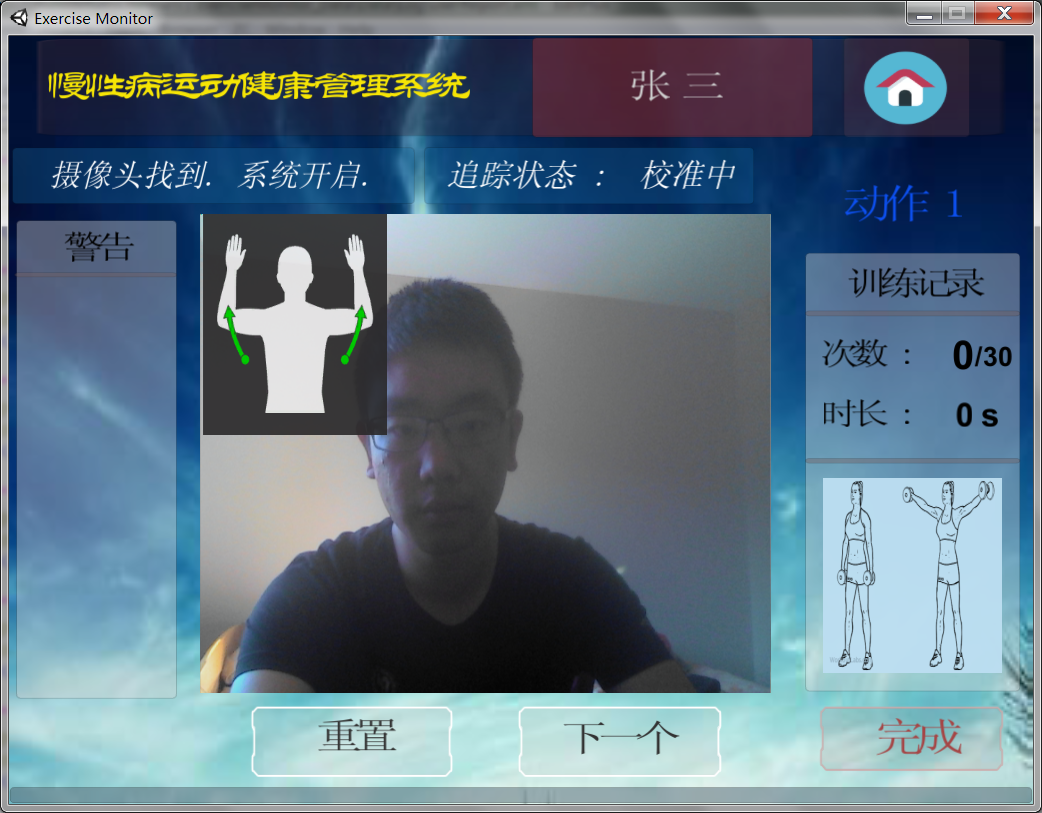 Exercise Monitor
慢性病运动健康管理系统
张三
摄像头找到. 系统开启.
追踪状态 : 校准中
动作 1
警告
训练记录
次数 : 0/30
时长 : 0 s
重置
下一个
完成